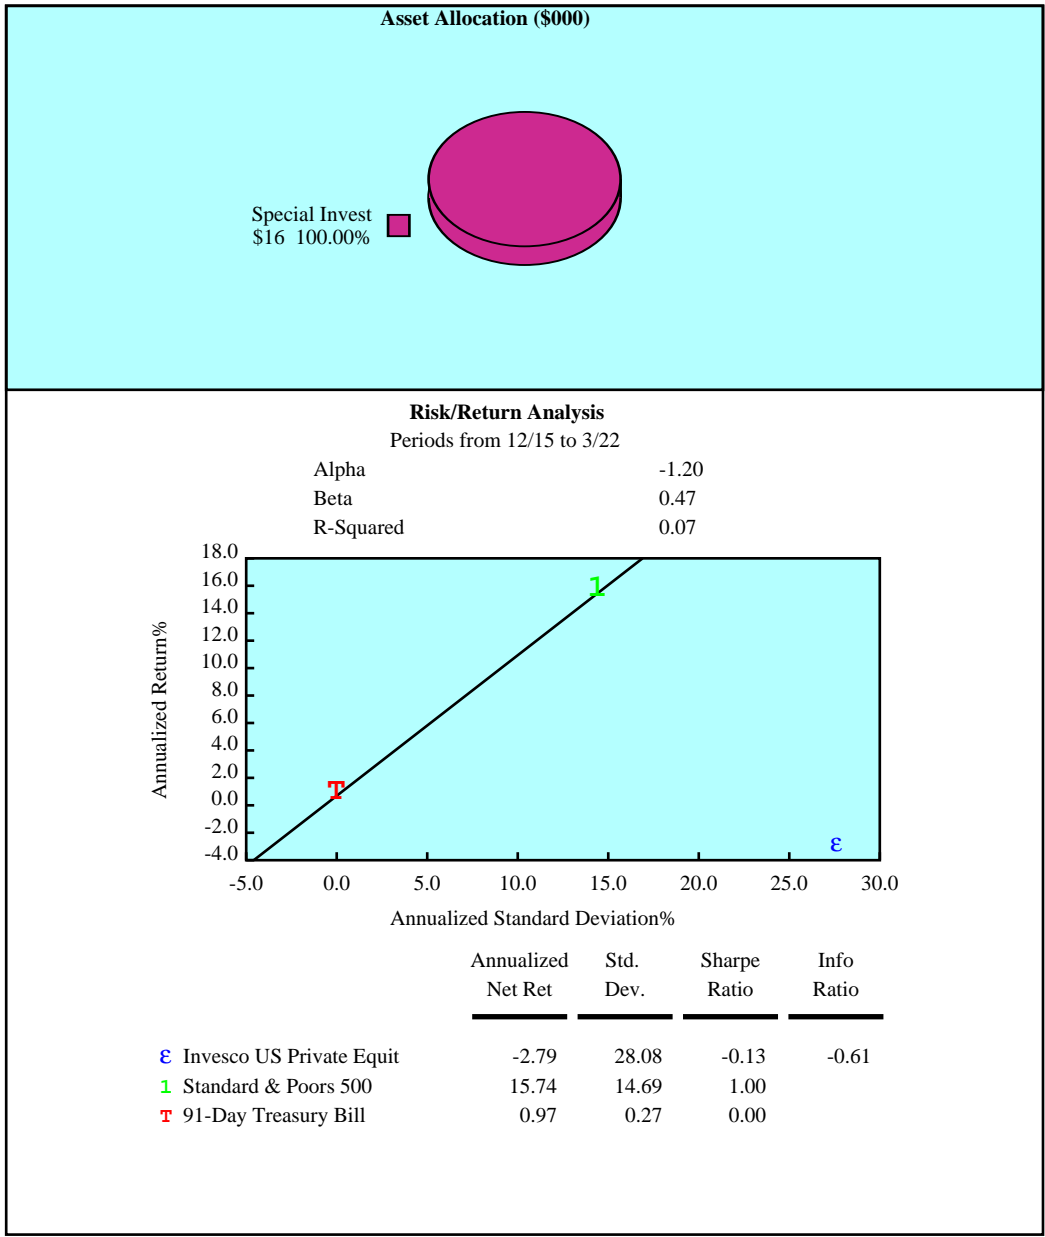 Asset Allocation ($000)
Special Invest
$16 100.00%
Risk/Return Analysis
Periods from 12/15 to 3/22
Alpha -1.20
Beta 0.47
R-Squared 0.07
18.0
16.0
14.0
12.0
10.0
8.0
6.0
4.0
2.0
0.0
-2.0
-4.0
Annualized Return%
1
T
ε
-5.0 0.0 5.0 10.0 15.0 20.0 25.0 30.0
Annualized Standard Deviation%
Annualized Std. Sharpe Info
Net Ret Dev. Ratio Ratio
ε Invesco US Private Equit -2.79 28.08 -0.13 -0.61
1 Standard & Poors 500 15.74 14.69 1.00
T 91-Day Treasury Bill 0.97 0.27 0.00